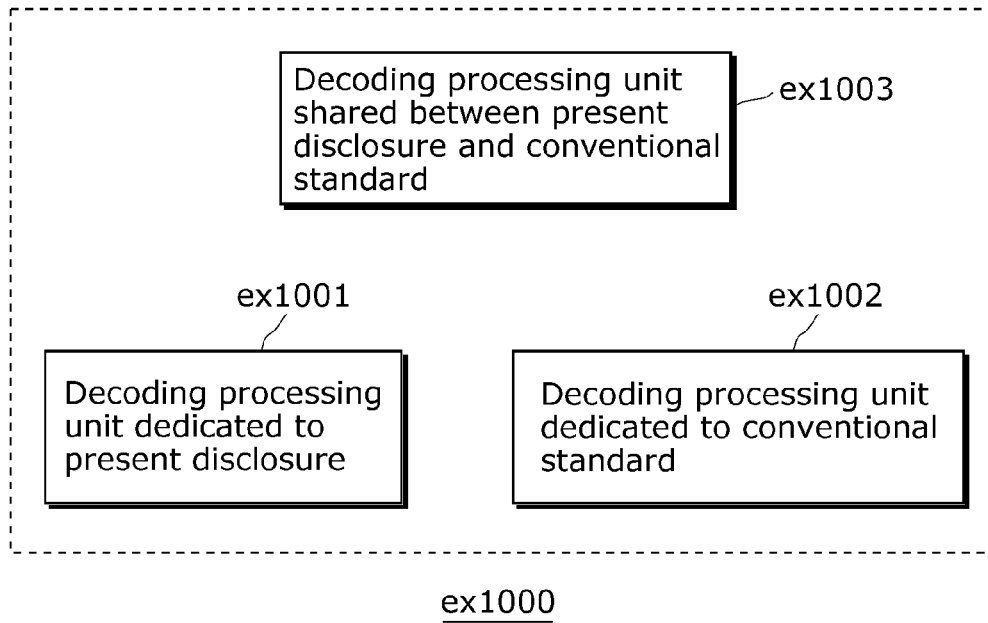 Decoding processing unit
shared between present
disclosure and conventional
standard
ex1003
ex1001
ex1002
Decoding processing
unit dedicated to
present disclosure
Decoding processing unit
dedicated to conventional
standard
ex1000